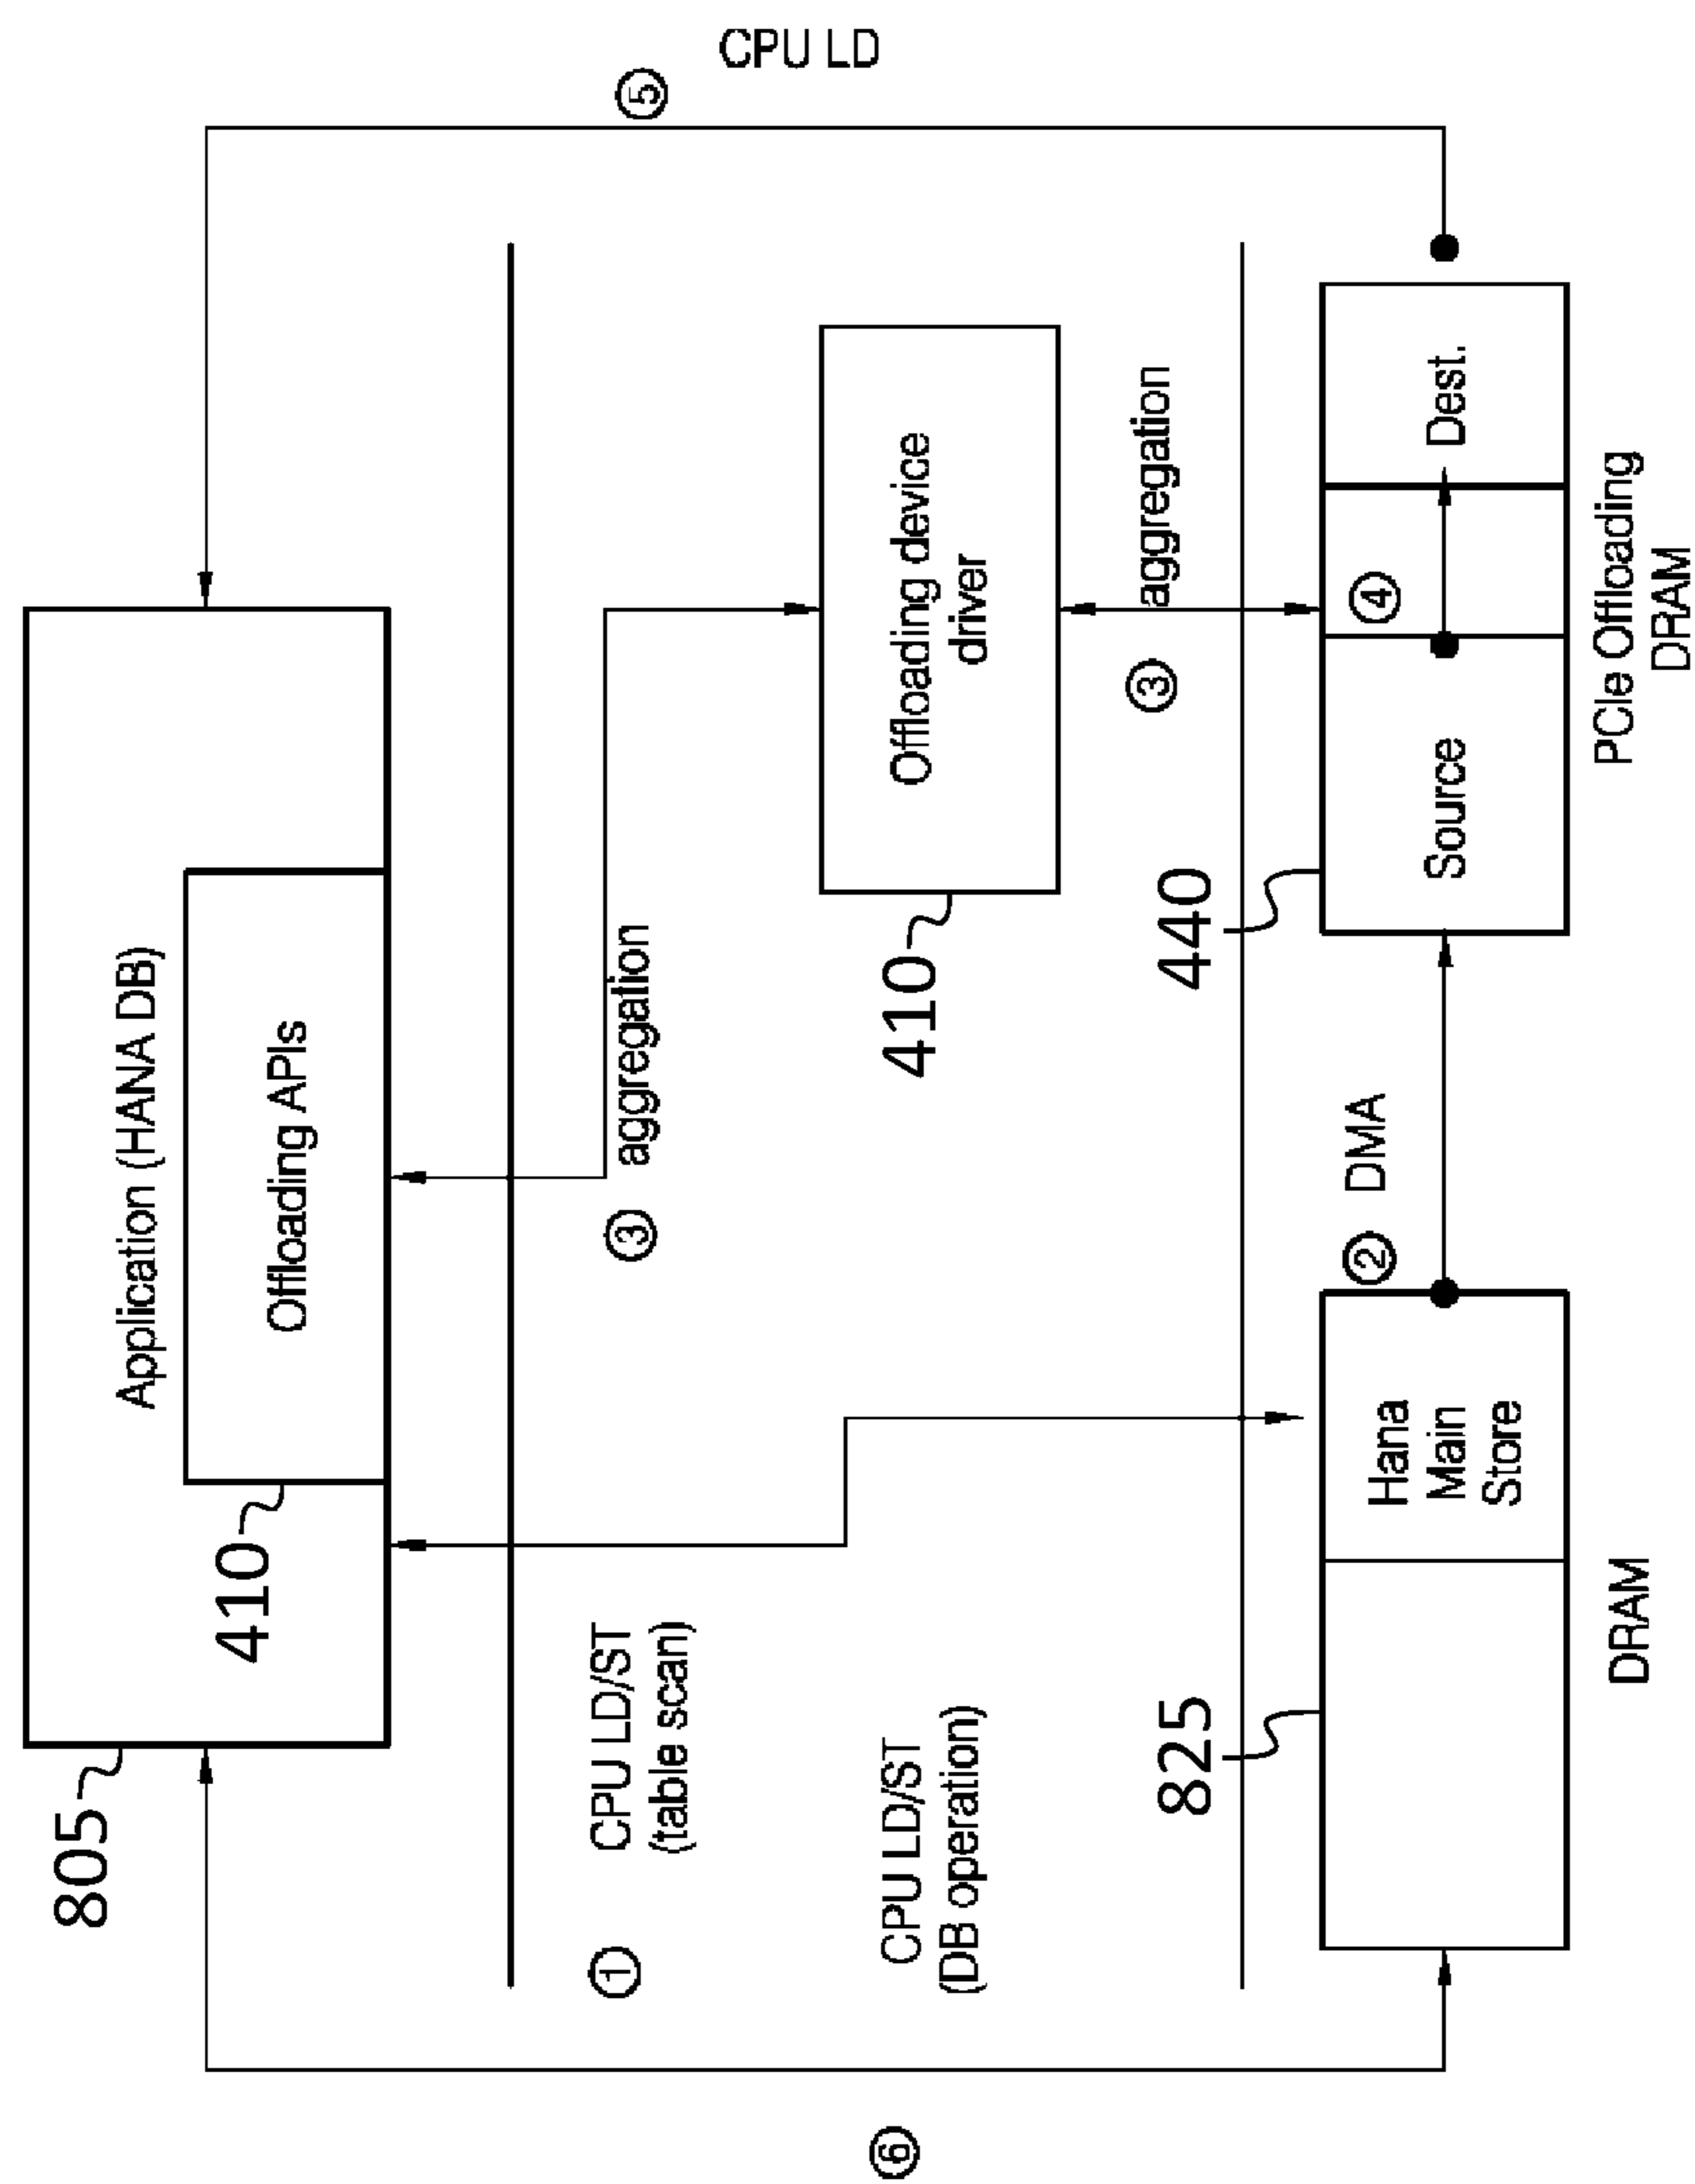 805
Application (HANA DB)
410
Offloading APIs
① CPU LD/ST
(table scan)
③ aggregation
⑤
CPU LD
⑥
CPU LD/ST
(DB operation)
410
Offloading device
driver
③ aggregation
825
440
② DMA
④
Hana
Main
Store
Source
Dest.
DRAM
PCIe Offloading
DRAM